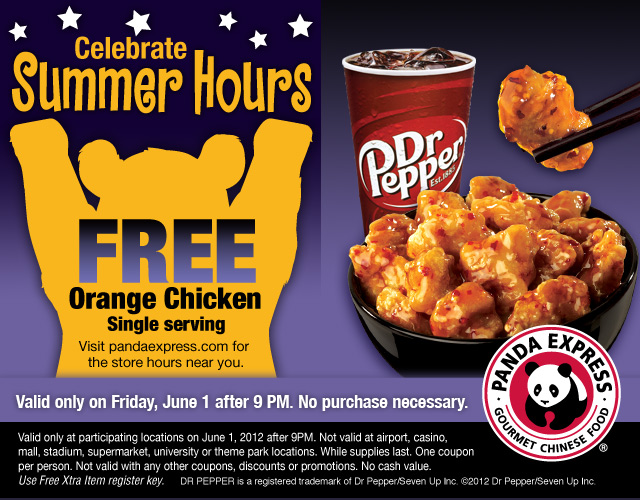 Celebrate
Summer Hours
FREE
Orange Chicken
Single serving
Visit pandaexpress.com for
the store hours near you.
Dr
Pepper
Est.1885
PANDA EXPRESS
GOURMET CHINESE FOOD
®
Valid only on Friday, June 1 after 9 PM. No purchase necessary.
Valid only at participating locations on June 1, 2012 after 9PM. Not valid at airport, casino,
mall, stadium, supermarket, university or theme park locations. While supplies last. One coupon
per person. Not valid with any other coupons, discounts or promotions. No cash value.
Use Free Xtra Item register key. DR PEPPER is a registered trademark of Dr Pepper/Seven Up Inc. ©2012 Dr Pepper/Seven Up Inc.